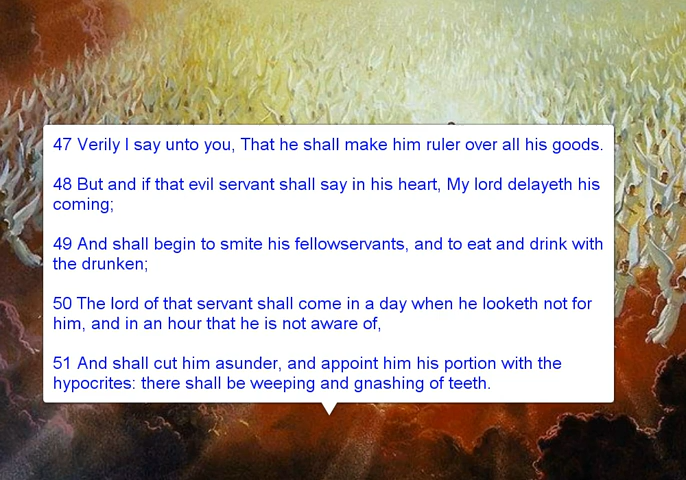 47 Verily I say unto you, That he shall make him ruler over all his goods.
48 But and if that evil servant shall say in his heart, My lord delayeth his
coming;
49 And shall begin to smite his fellowservants, and to eat and drink with
the drunken;
50 The lord of that servant shall come in a day when he looketh not for
him, and in an hour that he is not aware of,
51 And shall cut him asunder, and appoint him his portion with the
hypocrites: there shall be weeping and gnashing of teeth.